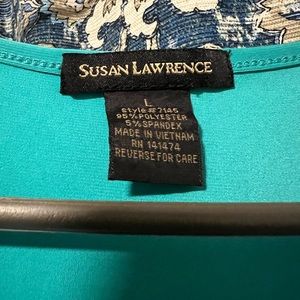 SUSAN LAWRENCE
L
style# 7145
95% POLYESTER
5% SPANDEX
MADE IN VIETNAM
RN 141474
REVERSE FOR CARE